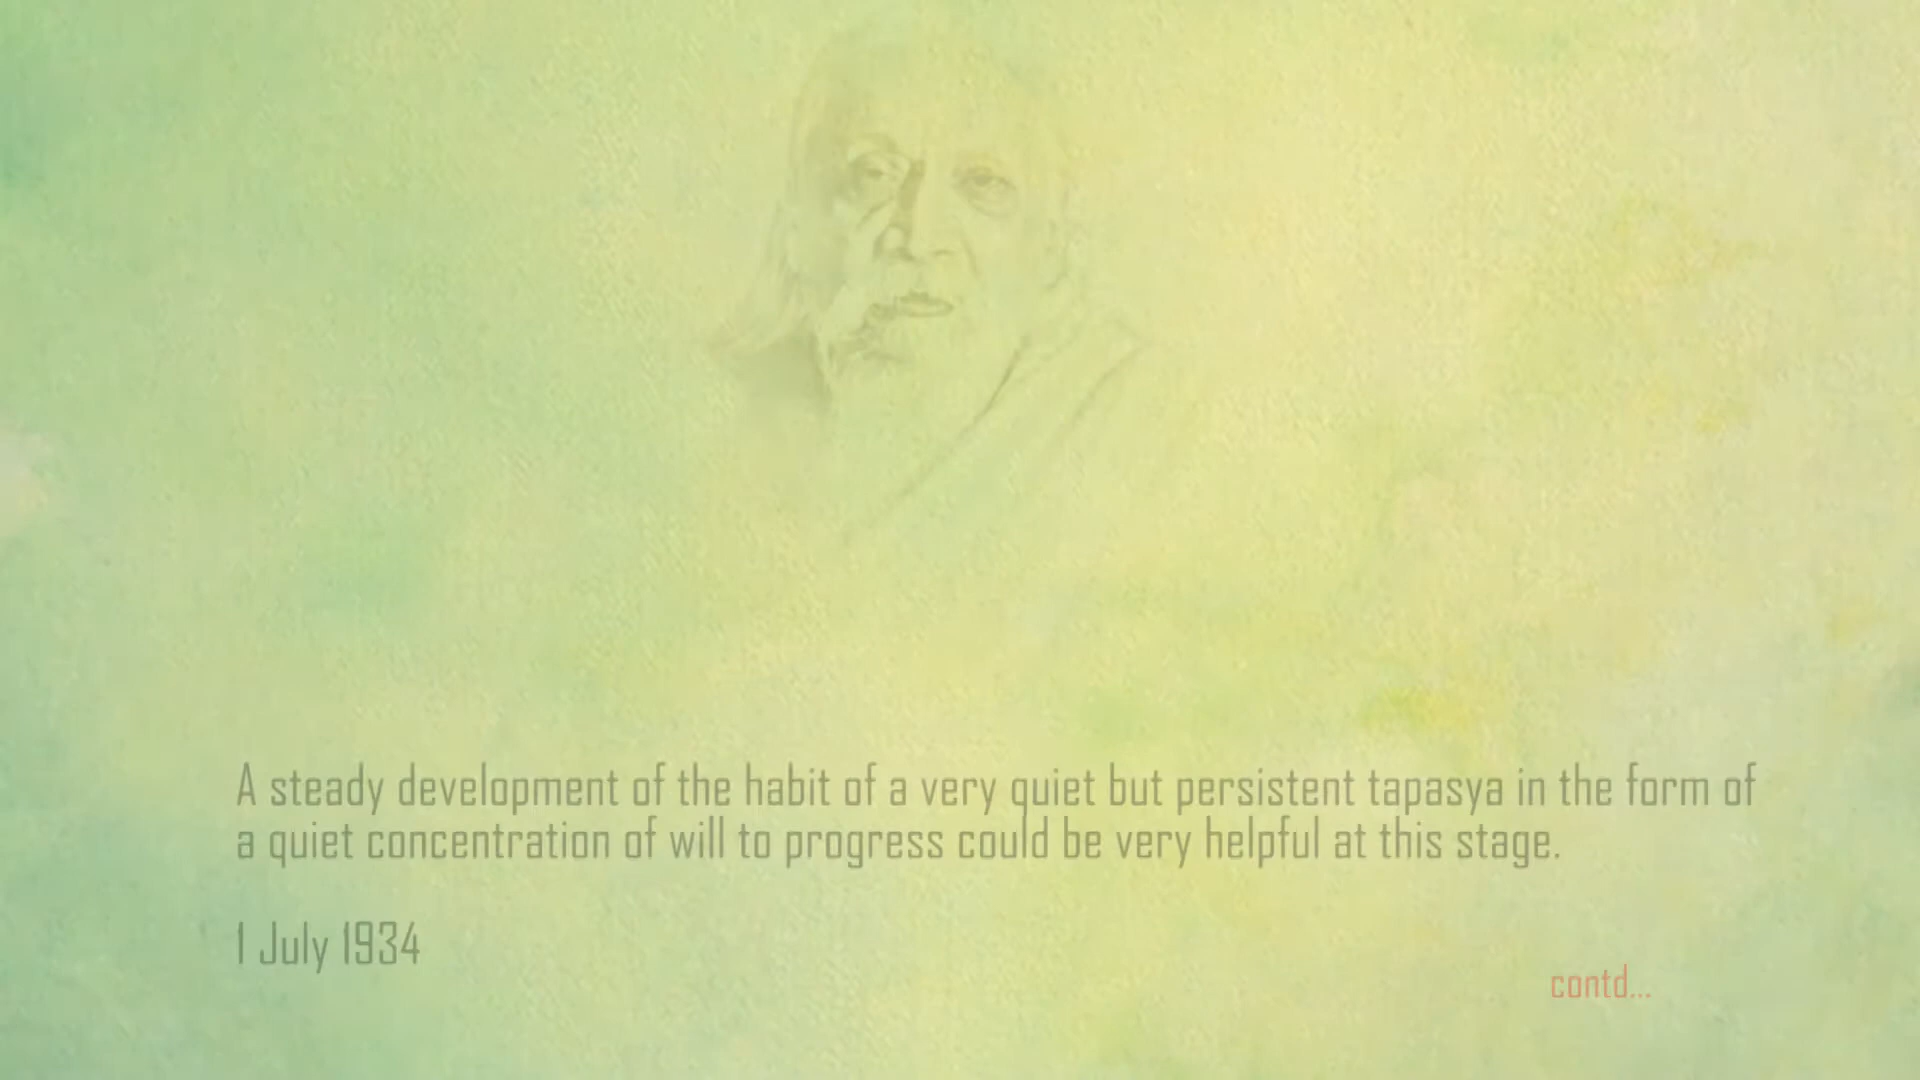 A steady development of the habit of a very quiet but persistent tapasya in the form of
a quiet concentration of will to progress could be very helpful at this stage.
1 July 1934
contd...